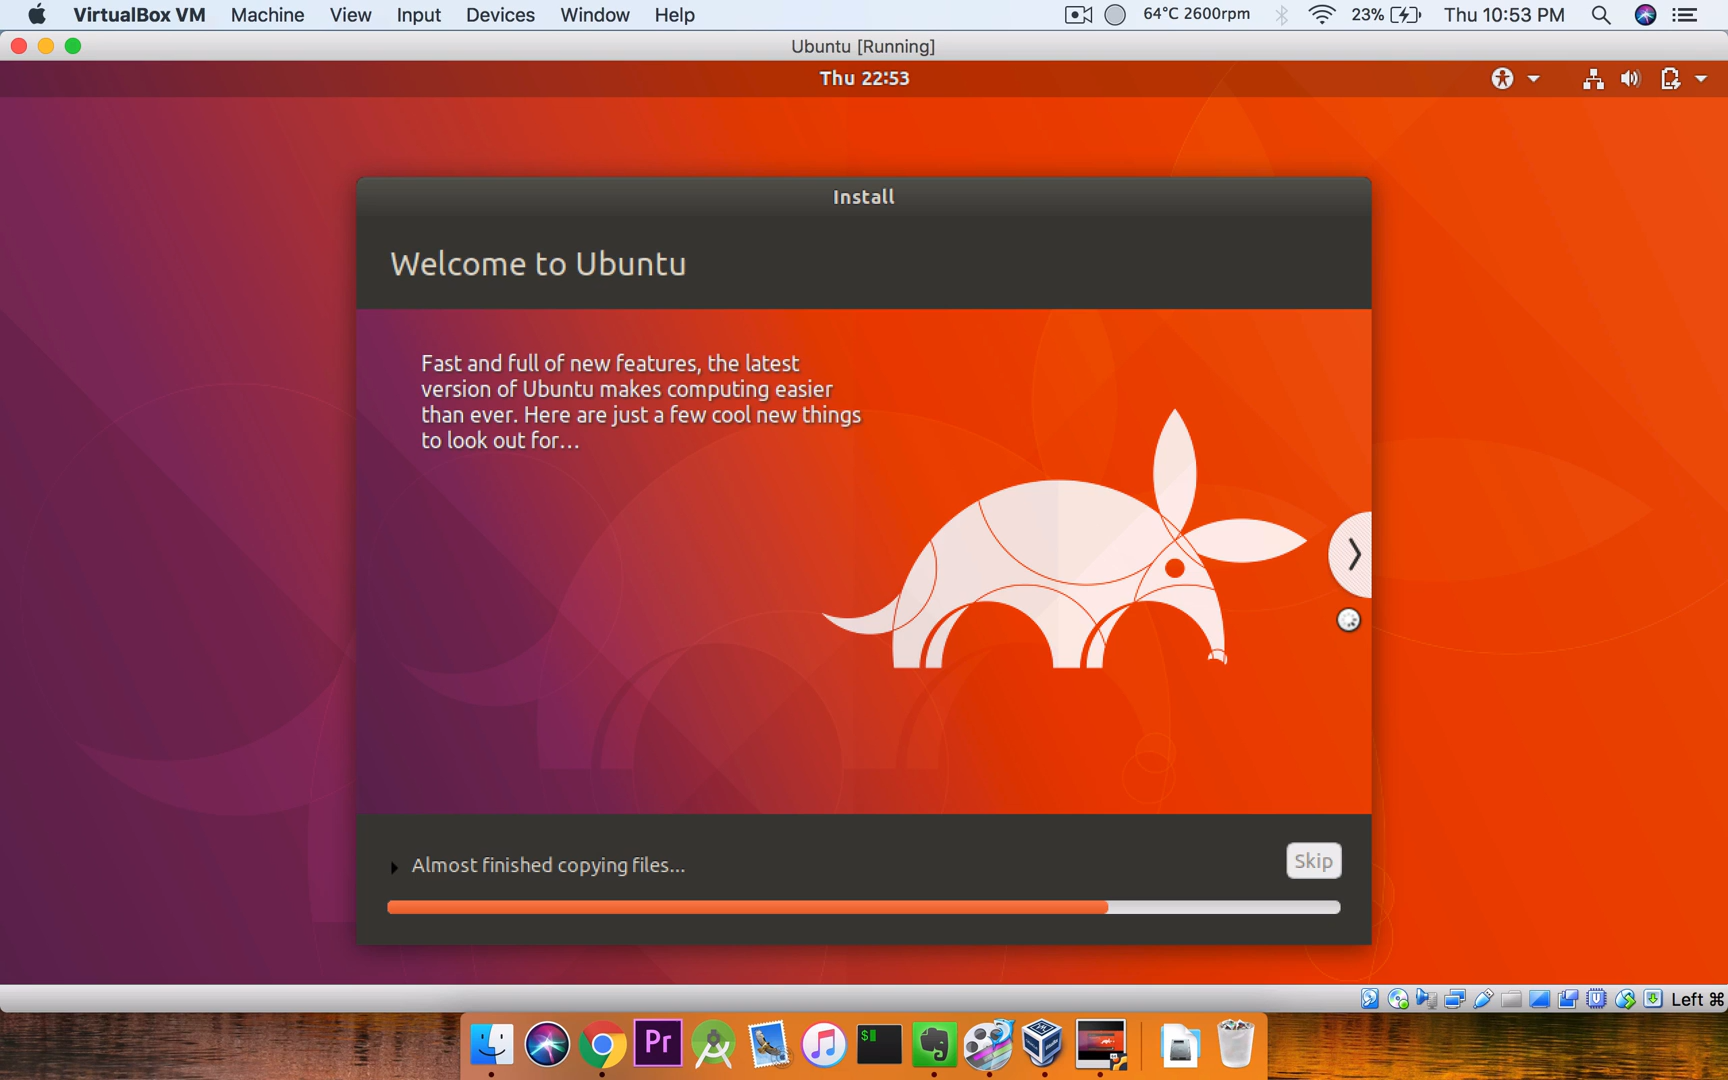 VirtualBox VM Machine View Input Devices Window Help 64°C 2600rpm 23% Thu 10:53 PM
Ubuntu [Running]
Thu 22:53
Install
Welcome to Ubuntu
Fast and full of new features, the latest
version of Ubuntu makes computing easier
than ever. Here are just a few cool new things
to look out for...
Almost finished copying files...
Skip
Left ⌘
Pr
$